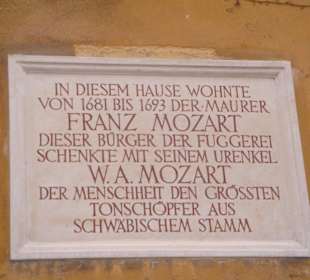 IN DIESEM HAUSE WOHNTE
VON 1681 BIS 1693 DER MAURER
FRANZ MOZART
DIESER BÜRGER DER FUGGEREI
SCHENKTE MIT SEINEM URENKEL
W. A. MOZART
DER MENSCHHEIT DEN GRÖSSTEN
TONSCHÖPFER AUS
SCHWÄBISCHEM STAMM